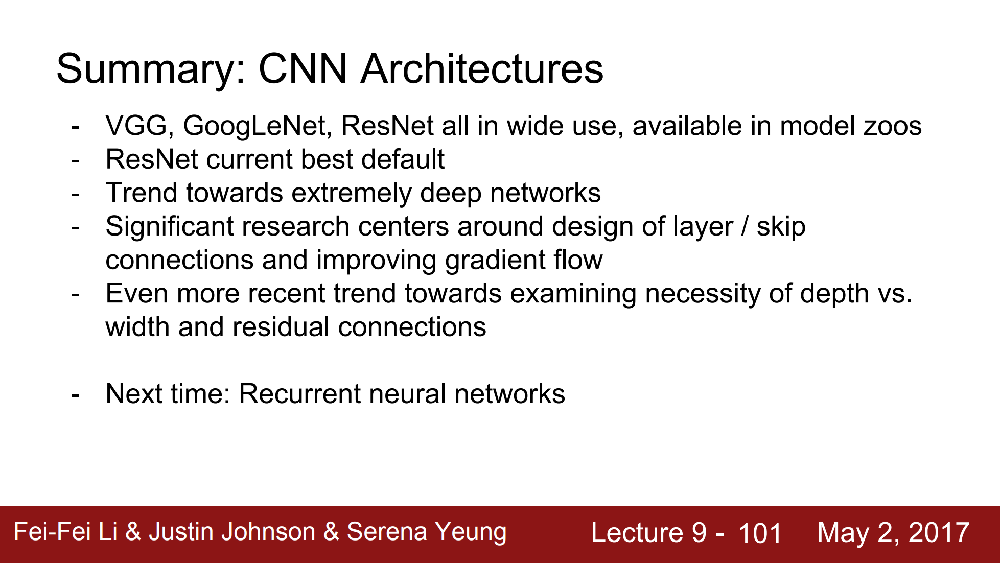 Summary: CNN Architectures
- VGG, GoogLeNet, ResNet all in wide use, available in model zoos
- ResNet current best default
- Trend towards extremely deep networks
- Significant research centers around design of layer / skip
connections and improving gradient flow
- Even more recent trend towards examining necessity of depth vs.
width and residual connections
- Next time: Recurrent neural networks
Fei-Fei Li & Justin Johnson & Serena Yeung Lecture 9 - 101 May 2, 2017